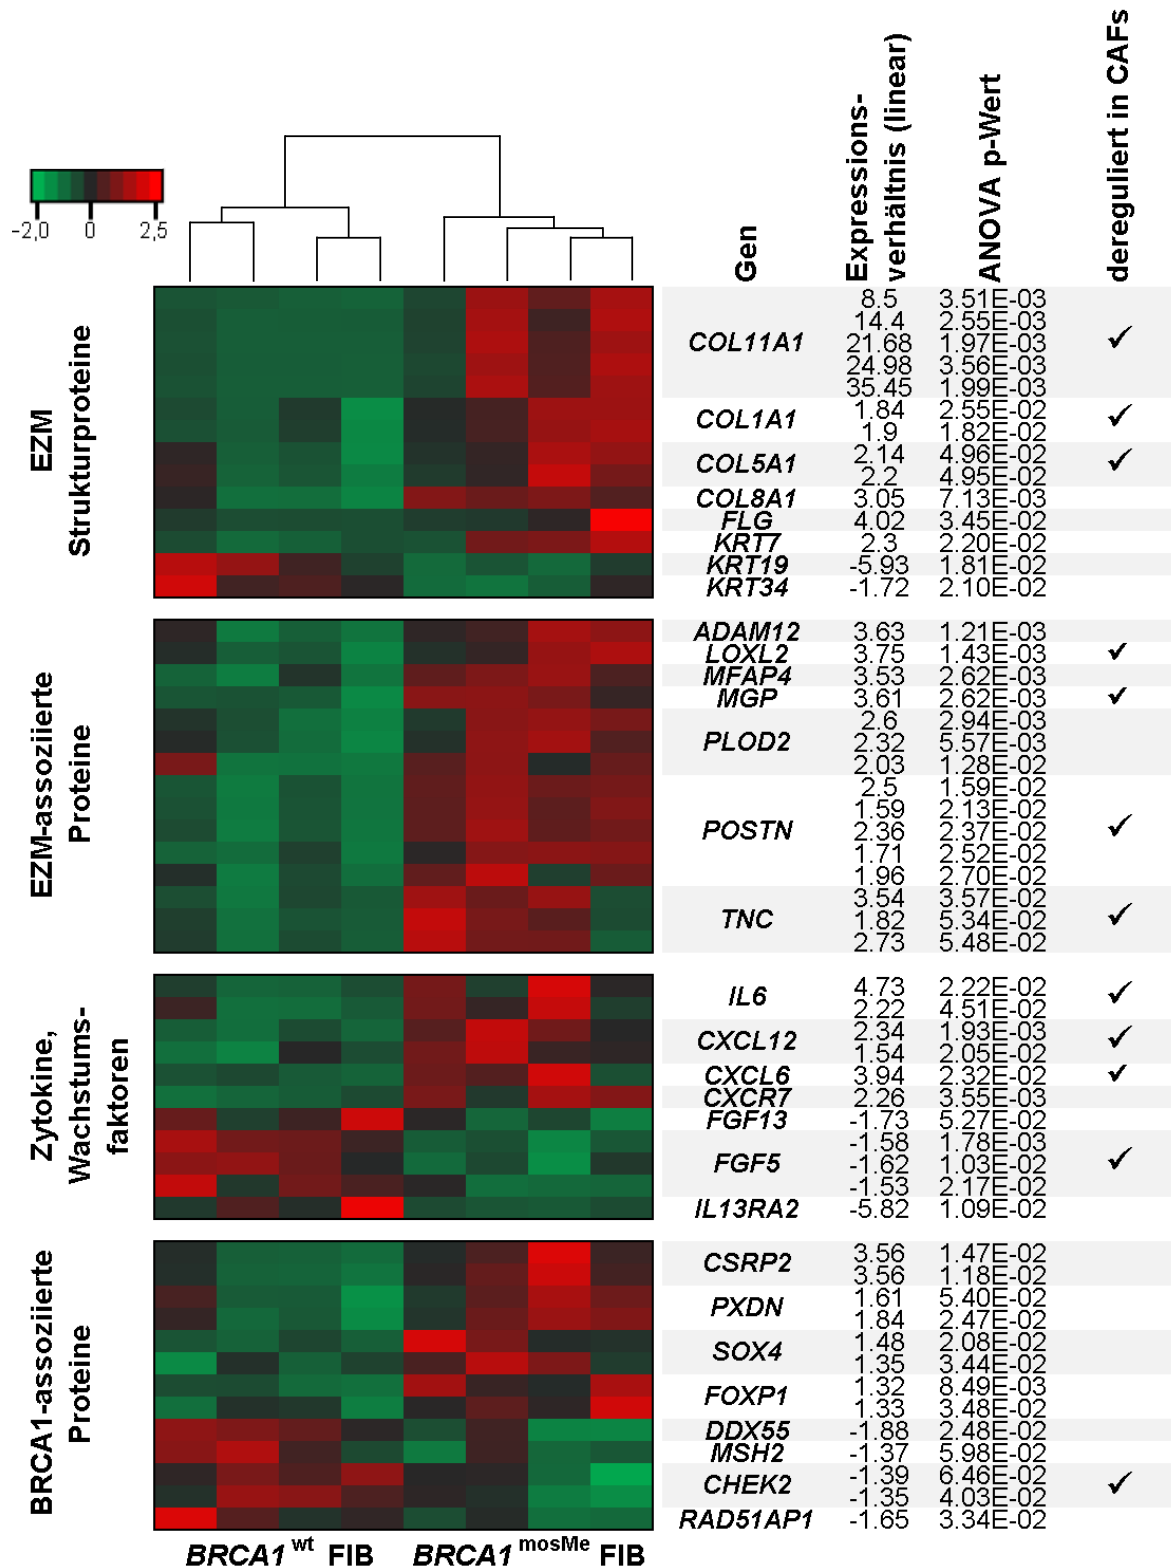 Expressions-
verhältnis (linear)
ANOVA p-Wert
dereguliert in CAFs
Gen
-2,0 0 2,5
EZM
Strukturproteine
COL11A1
8.5 3.51E-03
14.4 2.55E-03
21.68 1.97E-03 ✓
24.98 3.56E-03
35.45 1.99E-03
COL1A1
1.84 2.55E-02 ✓
1.9 1.82E-02
COL5A1
2.14 4.96E-02 ✓
2.2 4.95E-02
COL8A1 3.05 7.13E-03
FLG 4.02 3.45E-02
KRT7 2.3 2.20E-02
KRT19 -5.93 1.81E-02
KRT34 -1.72 2.10E-02
EZM-assoziierte
Proteine
ADAM12 3.63 1.21E-03
LOXL2 3.75 1.43E-03 ✓
MFAP4 3.53 2.62E-03
MGP 3.61 2.62E-03 ✓
PLOD2
2.6 2.94E-03
2.32 5.57E-03
2.03 1.28E-02
POSTN
2.5 1.59E-02
1.59 2.13E-02
2.36 2.37E-02 ✓
1.71 2.52E-02
1.96 2.70E-02
TNC
3.54 3.57E-02
1.82 5.34E-02 ✓
2.73 5.48E-02
Zytokine,
Wachstums-
faktoren
IL6
4.73 2.22E-02 ✓
2.22 4.51E-02
CXCL12
2.34 1.93E-03 ✓
1.54 2.05E-02
CXCL6 3.94 2.32E-02 ✓
CXCR7 2.26 3.55E-03
FGF13 -1.73 5.27E-02
FGF5
-1.58 1.78E-03
-1.62 1.03E-02 ✓
-1.53 2.17E-02
IL13RA2 -5.82 1.09E-02
BRCA1-assoziierte
Proteine
CSRP2
3.56 1.47E-02
3.56 1.18E-02
PXDN
1.61 5.40E-02
1.84 2.47E-02
SOX4
1.48 2.08E-02
1.35 3.44E-02
FOXP1
1.32 8.49E-03
1.33 3.48E-02
DDX55 -1.88 2.48E-02
MSH2 -1.37 5.98E-02
CHEK2
-1.39 6.46E-02 ✓
-1.35 4.03E-02
RAD51AP1 -1.65 3.34E-02
BRCA1 wt FIB BRCA1 mosMe FIB